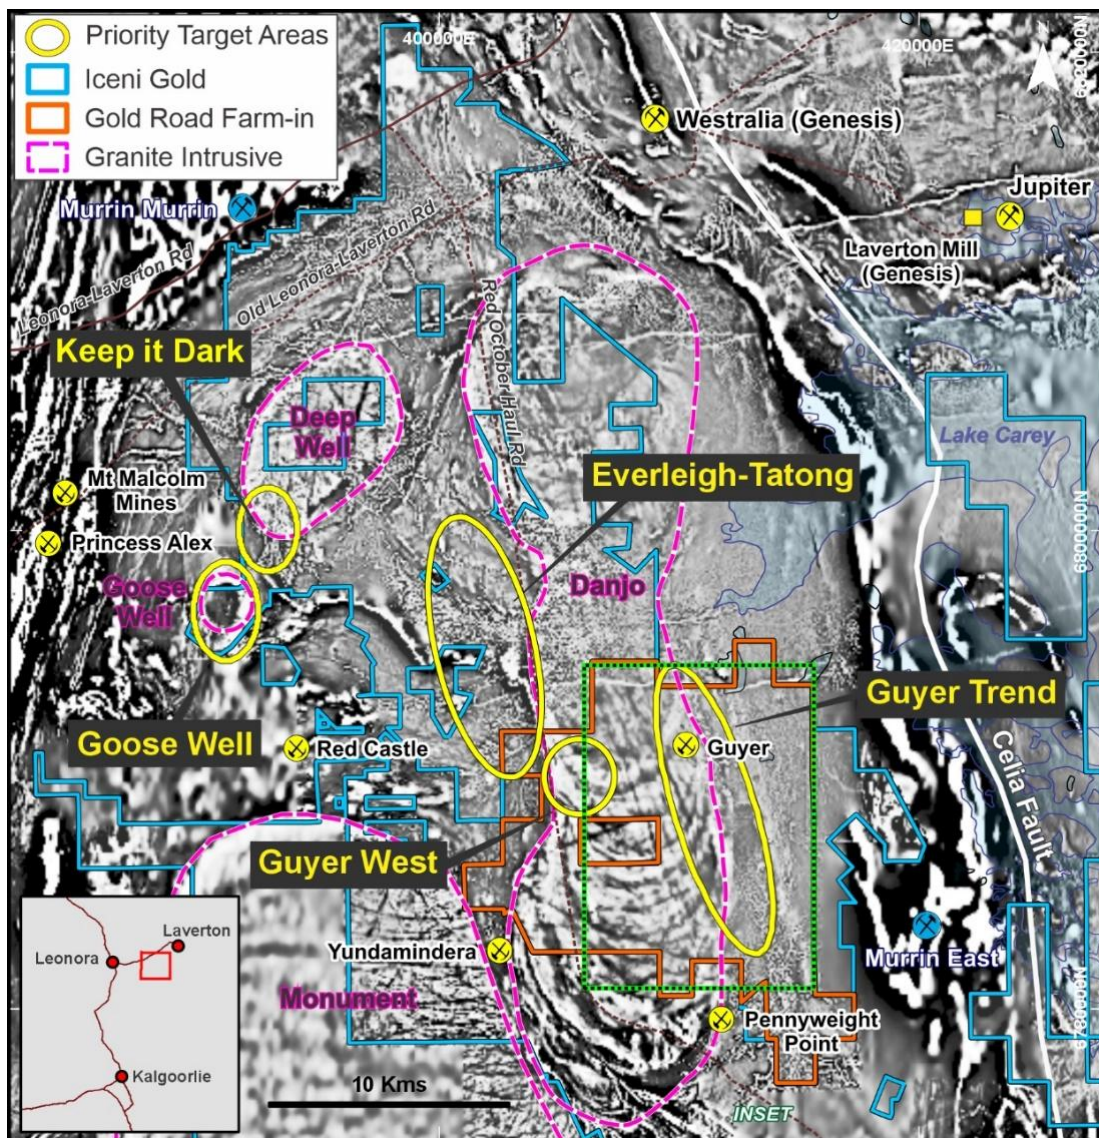 Priority Target Areas
Iceni Gold
Gold Road Farm-in
Granite Intrusive
400000E
420000E
N
6820000N
Westralia (Genesis)
Jupiter
Murrin Murrin
Laverton Mill
(Genesis)
Leonora-Laverton Rd
Old Leonora-Laverton Rd
Red October Haul Rd
Keep it Dark
Deep
Well
Lake Carey
Everleigh-Tatong
Mt Malcolm
Mines
Princess Alex
6800000N
Goose
Well
Danjo
Guyer Trend
Goose Well
Red Castle
Guyer
Celia Fault
Guyer West
Yundamindera
Murrin East
Monument
Pennyweight
Point
6780000N
10 Kms
INSET
Laverton
Leonora
Kalgoorlie